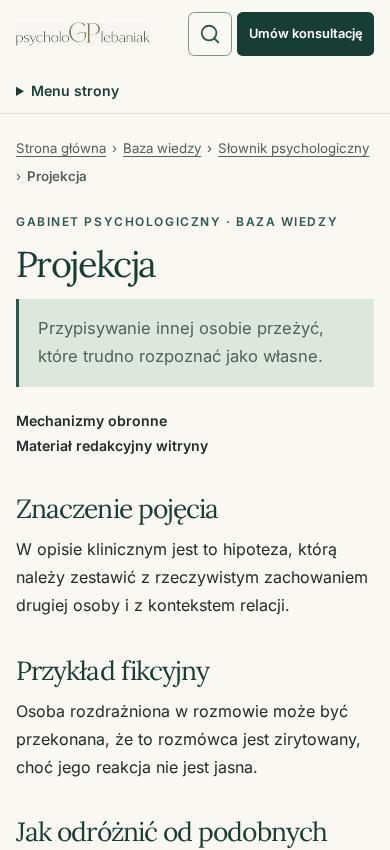 psycholoGPlebaniak
Umów konsultację
▶ Menu strony
Strona główna › Baza wiedzy › Słownik psychologiczny
› Projekcja
GABINET PSYCHOLOGICZNY · BAZA WIEDZY
Projekcja
Przypisywanie innej osobie przeżyć,
które trudno rozpoznać jako własne.
Mechanizmy obronne
Materiał redakcyjny witryny
Znaczenie pojęcia
W opisie klinicznym jest to hipoteza, którą
należy zestawić z rzeczywistym zachowaniem
drugiej osoby i z kontekstem relacji.
Przykład fikcyjny
Osoba rozdrażniona w rozmowie może być
przekonana, że to rozmówca jest zirytowany,
choć jego reakcja nie jest jasna.
Jak odróżnić od podobnych